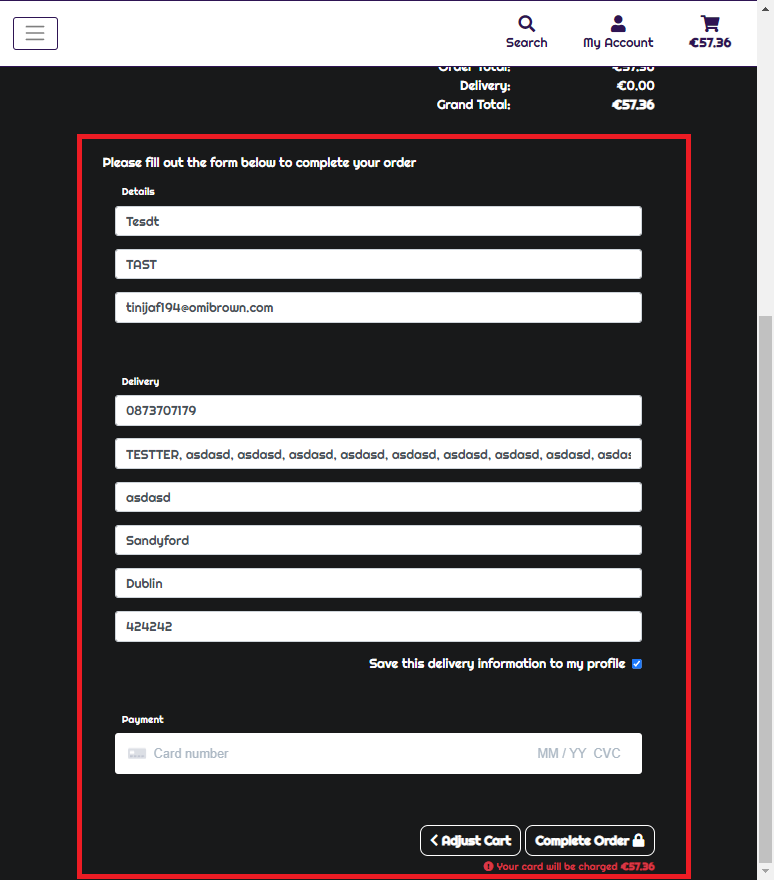 Search
My Account
€57.36
Order Total: €57.36
Delivery: €0.00
Grand Total: €57.36
Please fill out the form below to complete your order
Details
Tesdt
TAST
tinijaf194@omibrown.com
Delivery
0873707179
TESTTER, asdasd, asdasd, asdasd, asdasd, asdasd, asdasd, asdasd, asdasd, asdas
asdasd
Sandyford
Dublin
424242
Save this delivery information to my profile
Payment
Card number MM / YY CVC
Adjust Cart Complete Order
Your card will be charged €57.36